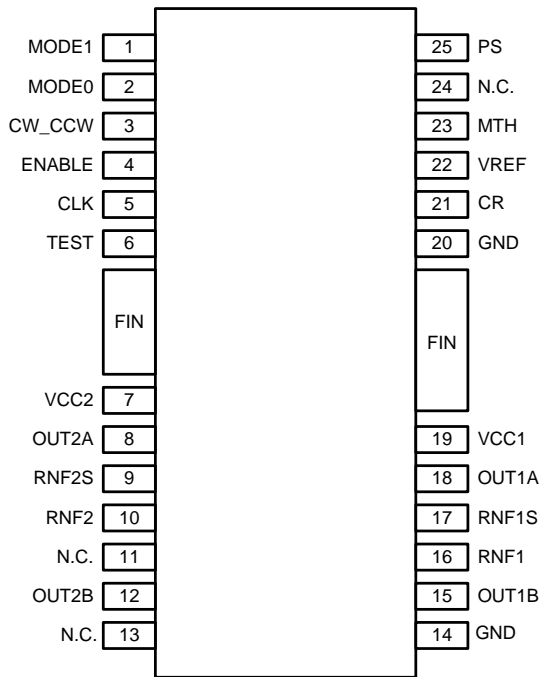 MODE1 1 25 PS
MODE0 2 24 N.C.
CW_CCW 3 23 MTH
ENABLE 4 22 VREF
CLK 5 21 CR
TEST 6 20 GND
FIN
FIN
VCC2 7
OUT2A 8 19 VCC1
RNF2S 9 18 OUT1A
RNF2 10 17 RNF1S
N.C. 11 16 RNF1
OUT2B 12 15 OUT1B
N.C. 13 14 GND